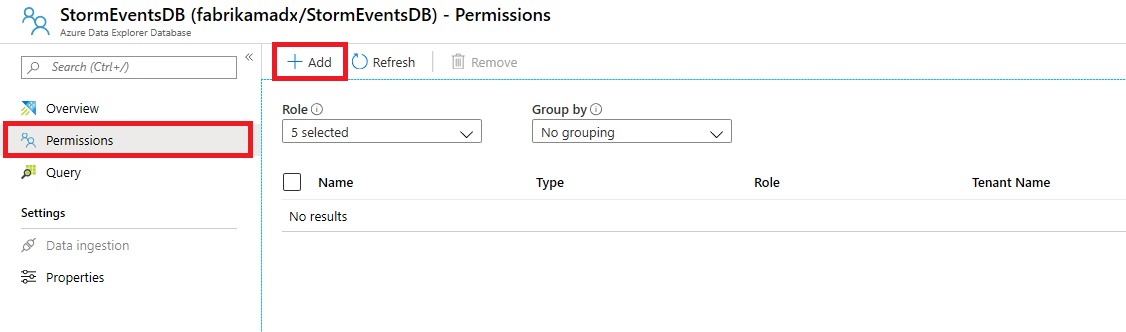 StormEventsDB (fabrikamadx/StormEventsDB) - Permissions
Azure Data Explorer Database
Search (Ctrl+/)
Overview
Permissions
Query
Settings
Data ingestion
Properties
Add Refresh Remove
Role Group by
5 selected No grouping
Name Type Role Tenant Name
No results